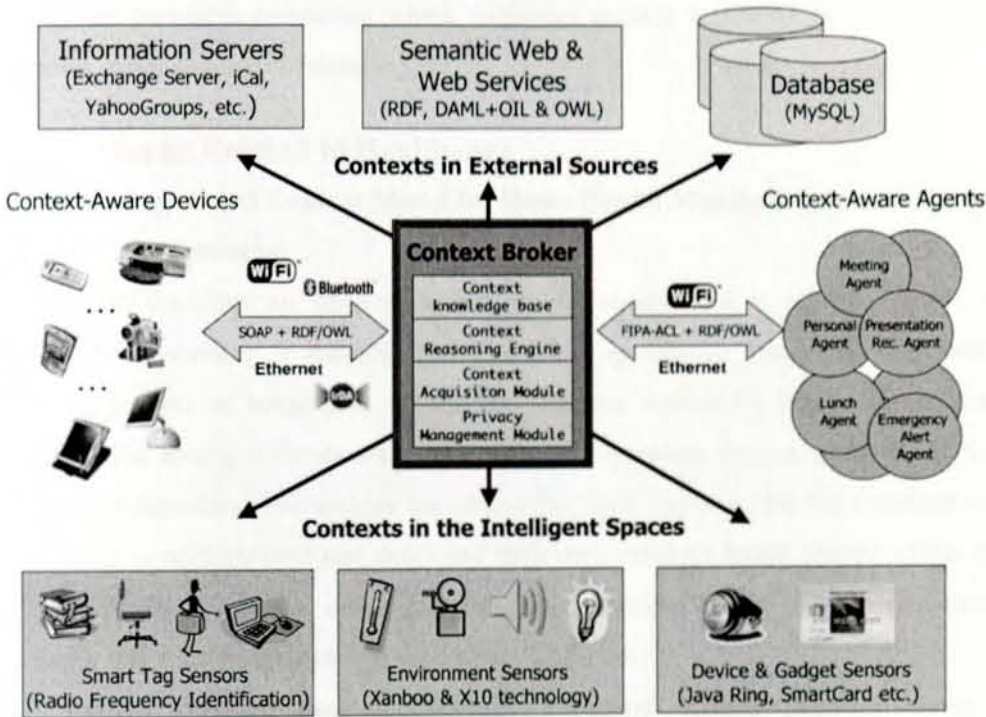 Information Servers
(Exchange Server, iCal,
YahooGroups, etc.)
Semantic Web &
Web Services
(RDF, DAML+OIL & OWL)
Database
(MySQL)
Contexts in External Sources
Context-Aware Devices
Context-Aware Agents
Context Broker
Context
knowledge base
Context
Reasoning Engine
Context
Acquisiton Module
Privacy
Management Module
Wi Fi
Bluetooth
SOAP + RDF/OWL
Ethernet
Wi Fi
FIPA-ACL + RDF/OWL
Ethernet
Meeting
Agent
Personal
Agent
Presentation
Rec. Agent
Lunch
Agent
Emergency
Alert
Agent
Contexts in the Intelligent Spaces
Smart Tag Sensors
(Radio Frequency Identification)
Environment Sensors
(Xanboo & X10 technology)
Device & Gadget Sensors
(Java Ring, SmartCard etc.)